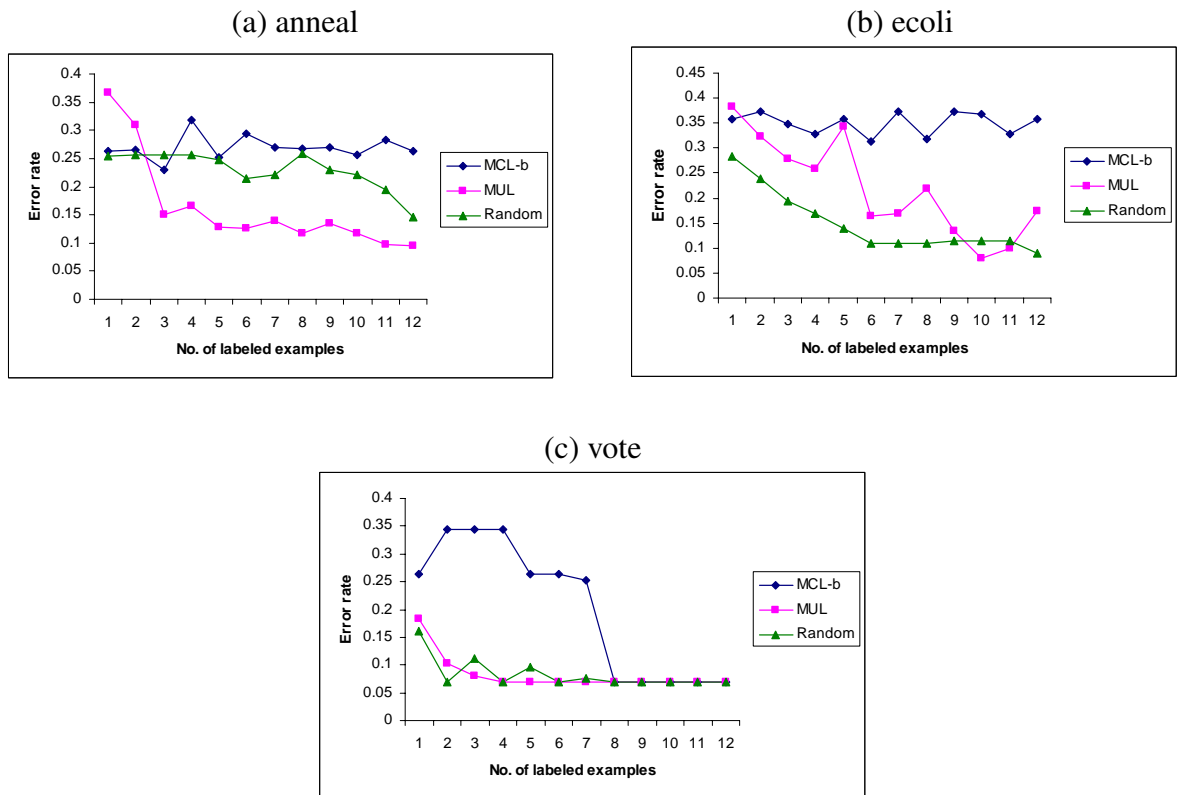 (a) anneal
Error rate
0.4
0.35
0.3
0.25
0.2
0.15
0.1
0.05
0
1 2 3 4 5 6 7 8 9 10 11 12
No. of labeled examples
MCL-b
MUL
Random
(b) ecoli
Error rate
0.45
0.4
0.35
0.3
0.25
0.2
0.15
0.1
0.05
0
1 2 3 4 5 6 7 8 9 10 11 12
No. of labeled examples
MCL-b
MUL
Random
(c) vote
Error rate
0.4
0.35
0.3
0.25
0.2
0.15
0.1
0.05
0
1 2 3 4 5 6 7 8 9 10 11 12
No. of labeled examples
MCL-b
MUL
Random